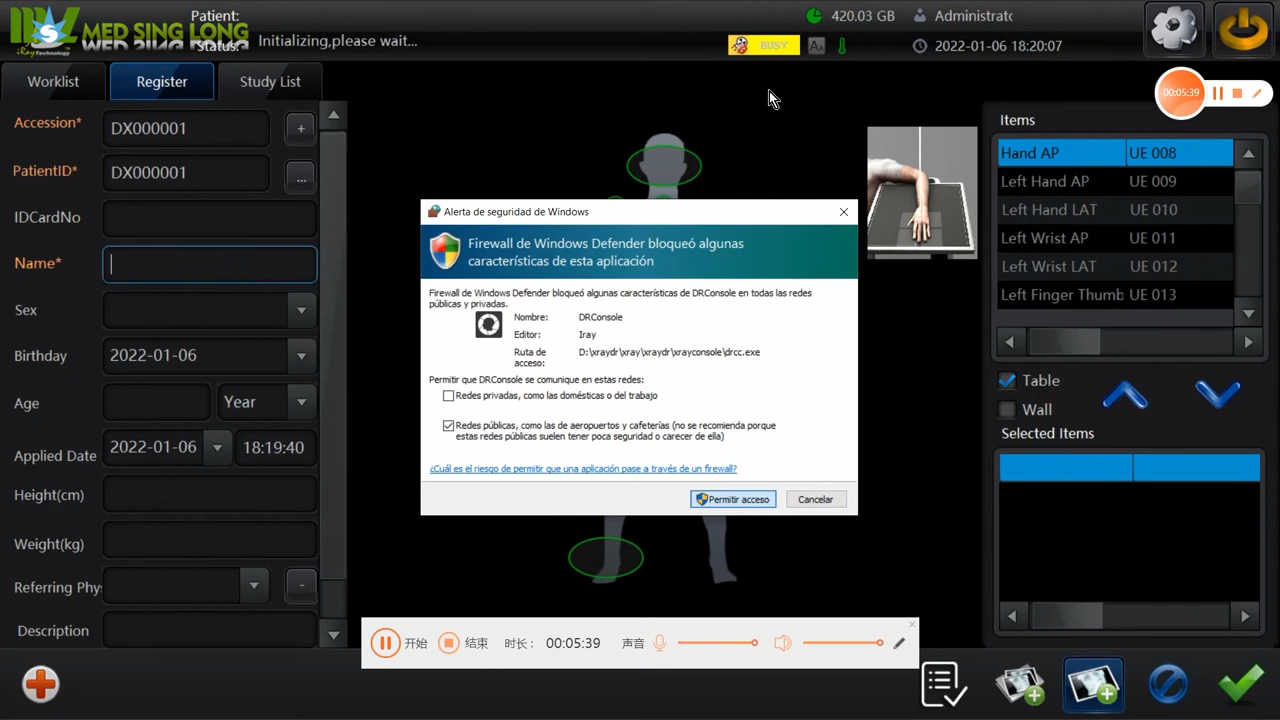 Patient:
MED SING LONG
iRay Technology
Status:
Initializing,please wait...
420.03 GB
Administratc
BUSY
2022-01-06 18:20:07
Worklist
Register
Study List
00:05:39
Accession*
DX000001
+
PatientID*
DX000001
...
IDCardNo
Name*
Sex
Birthday
2022-01-06
Age
Year
Applied Date
2022-01-06
18:19:40
Height(cm)
Weight(kg)
Referring Phys
-
Description
Alerta de seguridad de Windows
Firewall de Windows Defender bloqueó algunas
características de esta aplicación
Firewall de Windows Defender bloqueó algunas características de DRConsole en todas las redes
públicas y privadas.
Nombre: DRConsole
Editor: Iray
Ruta de D:\xraydr\xray\xraydr\xrayconsole\drcc.exe
acceso:
Permitir que DRConsole se comunique en estas redes:
Redes privadas, como las domésticas o del trabajo
Redes públicas, como las de aeropuertos y cafeterías (no se recomienda porque
estas redes públicas suelen tener poca seguridad o carecer de ella)
¿Cuál es el riesgo de permitir que una aplicación pase a través de un firewall?
Permitir acceso
Cancelar
Items
Hand AP UE 008
Left Hand AP UE 009
Left Hand LAT UE 010
Left Wrist AP UE 011
Left Wrist LAT UE 012
Left Finger Thumb UE 013
Table
Wall
Selected Items
开始
结束
时长：
00:05:39
声音